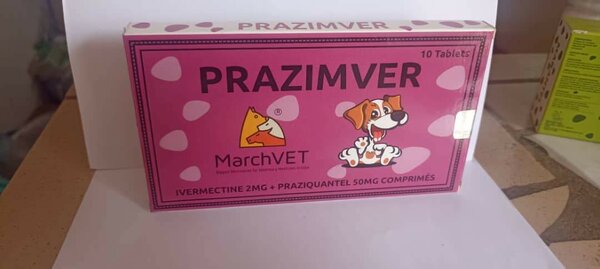 10 Tablets
PRAZIMVER
®
MarchVET
IVERMECTINE 2MG + PRAZIQUANTEL 50MG COMPRIMÉS